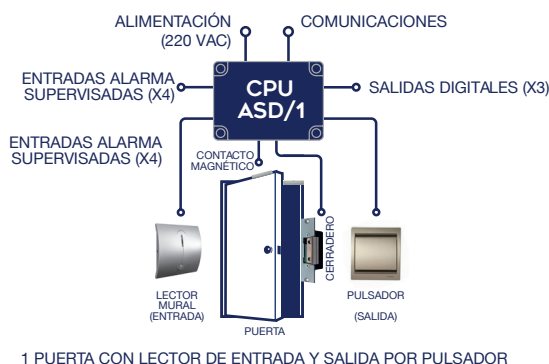 ALIMENTACIÓN
(220 VAC)
COMUNICACIONES
ENTRADAS ALARMA
SUPERVISADAS (X4)
CPU
ASD/1
SALIDAS DIGITALES (X3)
ENTRADAS ALARMA
SUPERVISADAS (X4)
CONTACTO
MAGNÉTICO
CERRADERO
LECTOR
MURAL
(ENTRADA)
PUERTA
PULSADOR
(SALIDA)
1 PUERTA CON LECTOR DE ENTRADA Y SALIDA POR PULSADOR